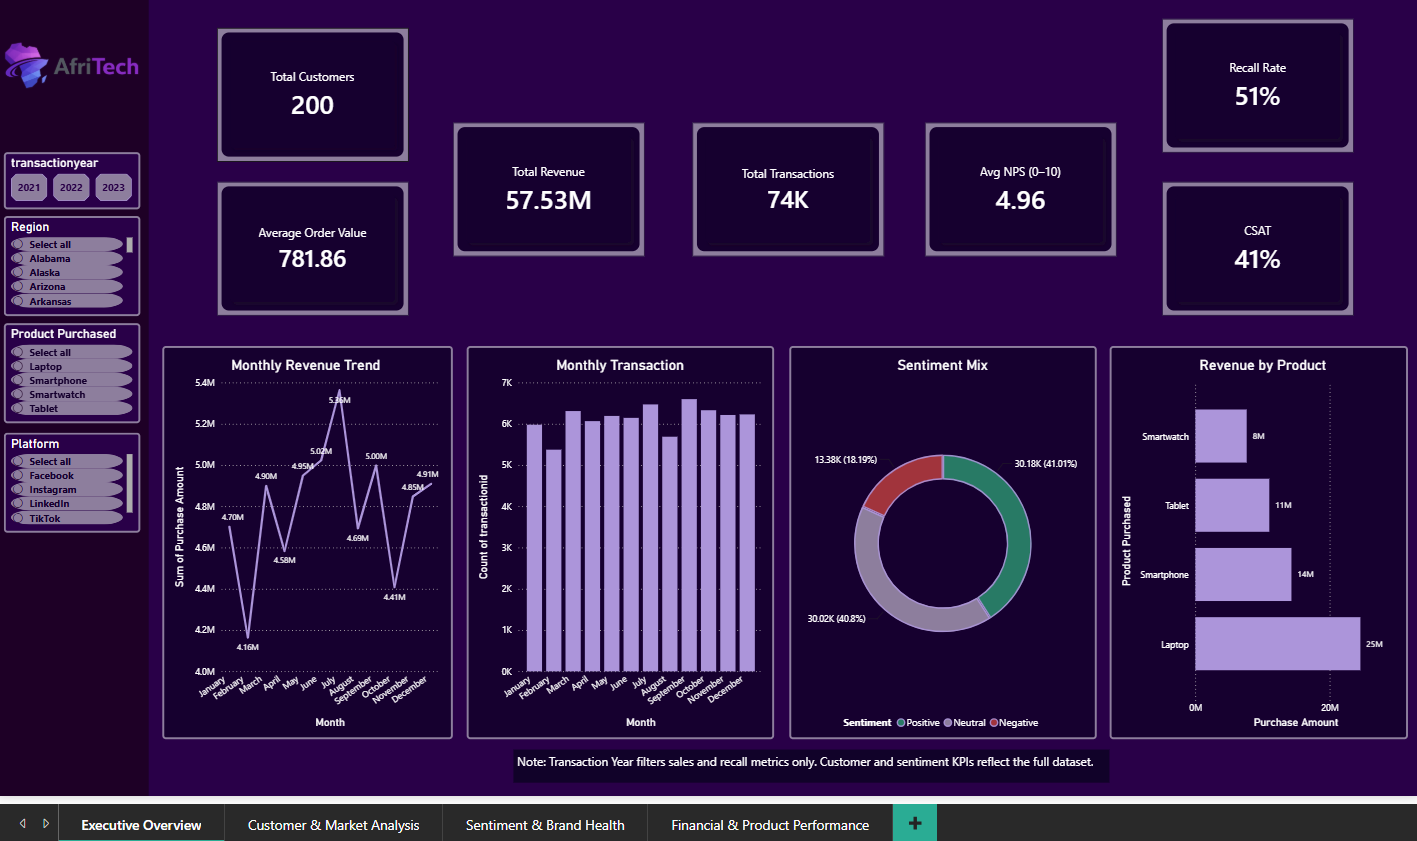 AfriTech
transactionyear
2021 2022 2023
Region
Select all
Alabama
Alaska
Arizona
Arkansas
Product Purchased
Select all
Laptop
Smartphone
Smartwatch
Tablet
Platform
Select all
Facebook
Instagram
LinkedIn
TikTok
Total Customers
200
Average Order Value
781.86
Total Revenue
57.53M
Total Transactions
74K
Avg NPS (0–10)
4.96
Recall Rate
51%
CSAT
41%
Monthly Revenue Trend
Sum of Purchase Amount
5.4M
5.2M
5.0M
4.8M
4.6M
4.4M
4.2M
4.0M
4.70M
4.16M
4.90M
4.58M
4.95M
5.02M
5.36M
4.69M
5.00M
4.41M
4.85M
4.91M
January
February
March
April
May
June
July
August
September
October
November
December
Month
Monthly Transaction
Count of transactionid
7K
6K
5K
4K
3K
2K
1K
0K
January
February
March
April
May
June
July
August
September
October
November
December
Month
Sentiment Mix
13.38K (18.19%)
30.18K (41.01%)
30.02K (40.8%)
Sentiment Positive Neutral Negative
Revenue by Product
Product Purchased
Smartwatch 8M
Tablet 11M
Smartphone 14M
Laptop 25M
0M 20M
Purchase Amount
Note: Transaction Year filters sales and recall metrics only. Customer and sentiment KPIs reflect the full dataset.
Executive Overview Customer & Market Analysis Sentiment & Brand Health Financial & Product Performance +